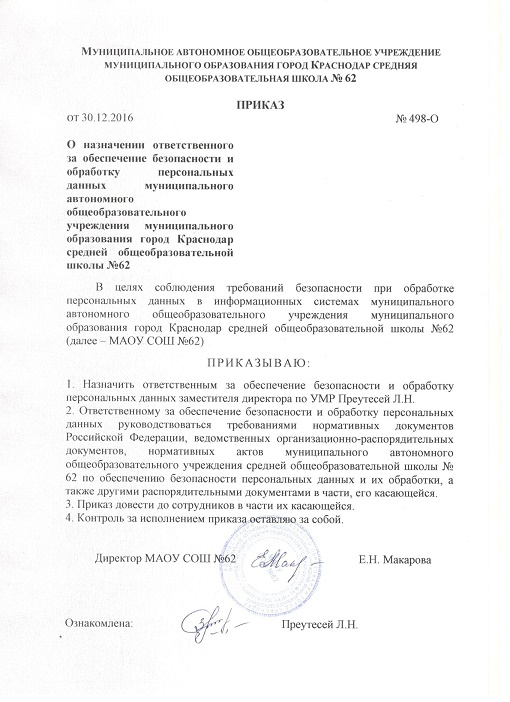 МУНИЦИПАЛЬНОЕ АВТОНОМНОЕ ОБЩЕОБРАЗОВАТЕЛЬНОЕ УЧРЕЖДЕНИЕ
МУНИЦИПАЛЬНОГО ОБРАЗОВАНИЯ ГОРОД КРАСНОДАР СРЕДНЯЯ
ОБЩЕОБРАЗОВАТЕЛЬНАЯ ШКОЛА № 62
ПРИКАЗ
от 30.12.2016 № 498-О
О назначении ответственного
за обеспечение безопасности и
обработку персональных
данных муниципального
автономного
общеобразовательного
учреждения муниципального
образования город Краснодар
средней общеобразовательной
школы №62
В целях соблюдения требований безопасности при обработке
персональных данных в информационных системах муниципального
автономного общеобразовательного учреждения муниципального
образования город Краснодар средней общеобразовательной школы №62
(далее – МАОУ СОШ №62)
ПРИКАЗЫВАЮ:
1. Назначить ответственным за обеспечение безопасности и обработку
персональных данных заместителя директора по УМР Преутесей Л.Н.
2. Ответственному за обеспечение безопасности и обработку персональных
данных руководствоваться требованиями нормативных документов
Российской Федерации, ведомственных организационно-распорядительных
документов, нормативных актов муниципального автономного
общеобразовательного учреждения средней общеобразовательной школы №
62 по обеспечению безопасности персональных данных и их обработки, а
также другими распорядительными документами в части, его касающейся.
3. Приказ довести до сотрудников в части их касающейся.
4. Контроль за исполнением приказа оставляю за собой.
Директор МАОУ СОШ №62 Е.Н. Макарова
Ознакомлена: Преутесей Л.Н.